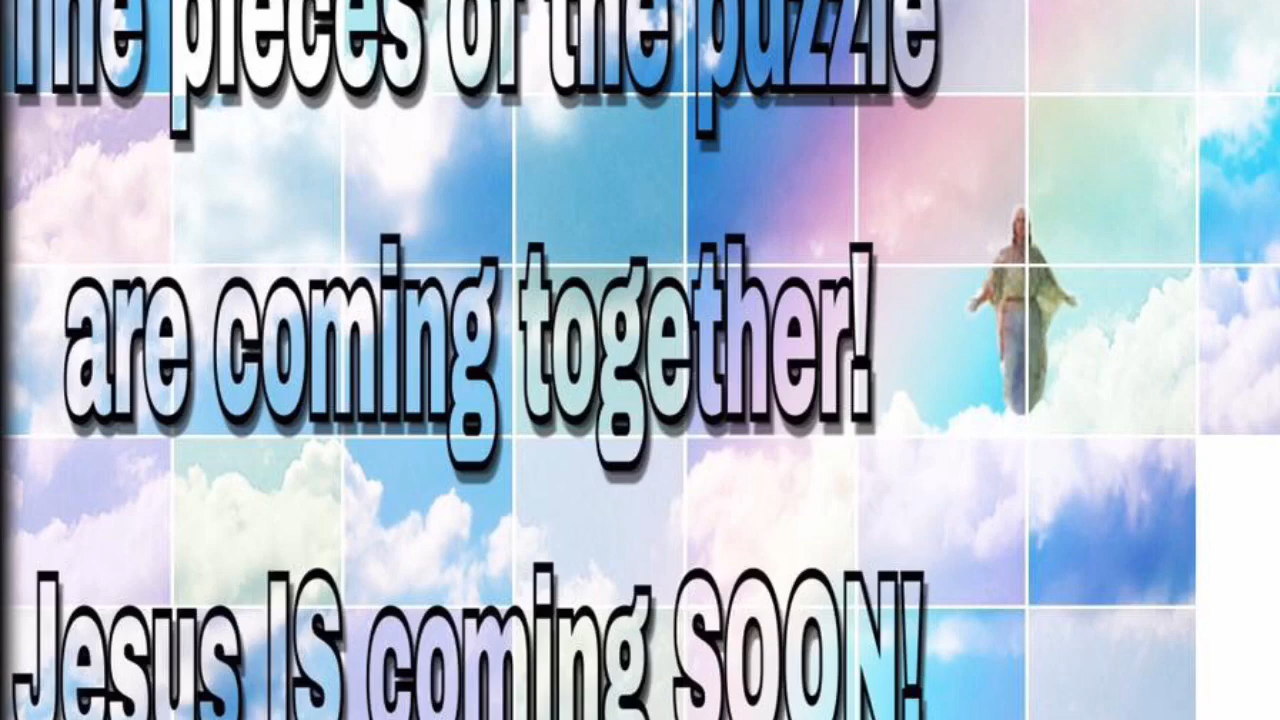 The pieces of the puzzle
are coming together!
Jesus IS coming SOON!